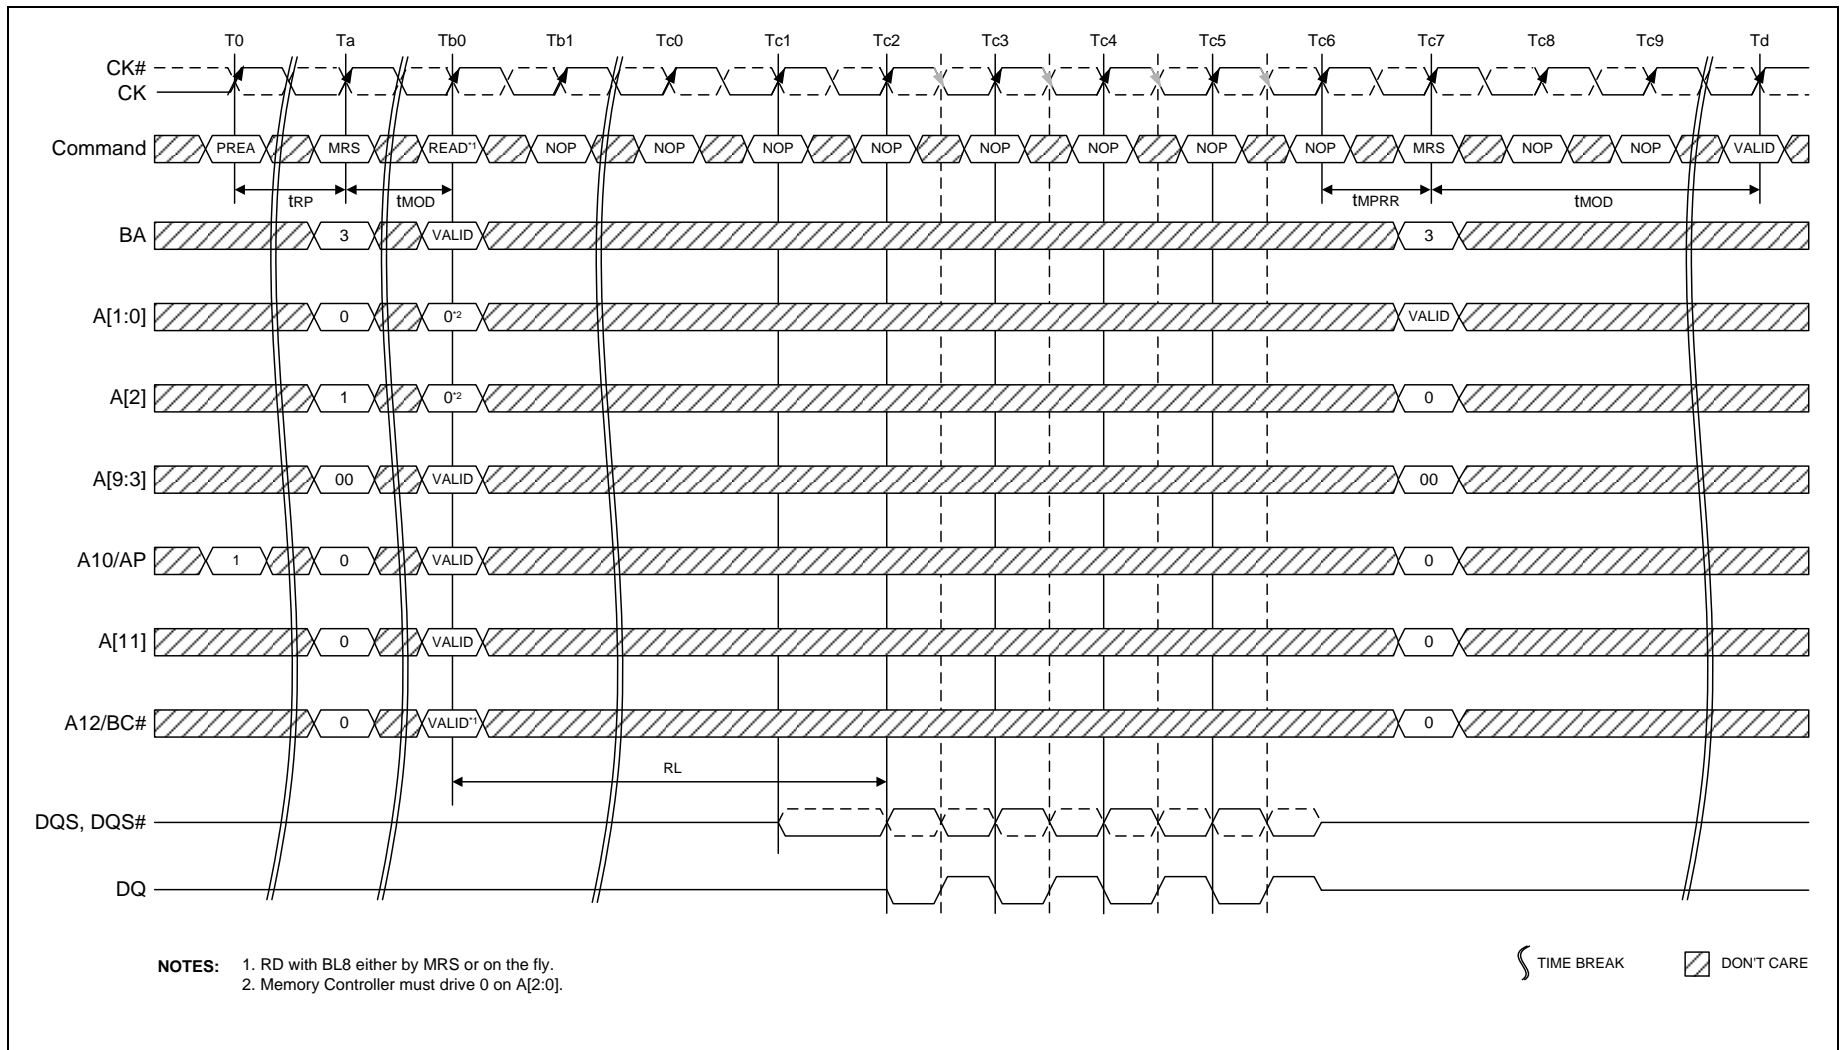 T0 Ta Tb0 Tb1 Tc0 Tc1 Tc2 Tc3 Tc4 Tc5 Tc6 Tc7 Tc8 Tc9 Td
CK#
CK
Command PREA MRS READ*1 NOP NOP NOP NOP NOP NOP NOP NOP MRS NOP NOP VALID
tRP tMOD tMPRR tMOD
BA 3 VALID 3
A[1:0] 0 0*2 VALID
A[2] 1 0*2 0
A[9:3] 00 VALID 00
A10/AP 1 0 VALID 0
A[11] 0 VALID 0
A12/BC# 0 VALID*1 0
RL
DQS, DQS#
DQ
NOTES: 1. RD with BL8 either by MRS or on the fly.
2. Memory Controller must drive 0 on A[2:0].
TIME BREAK DON'T CARE